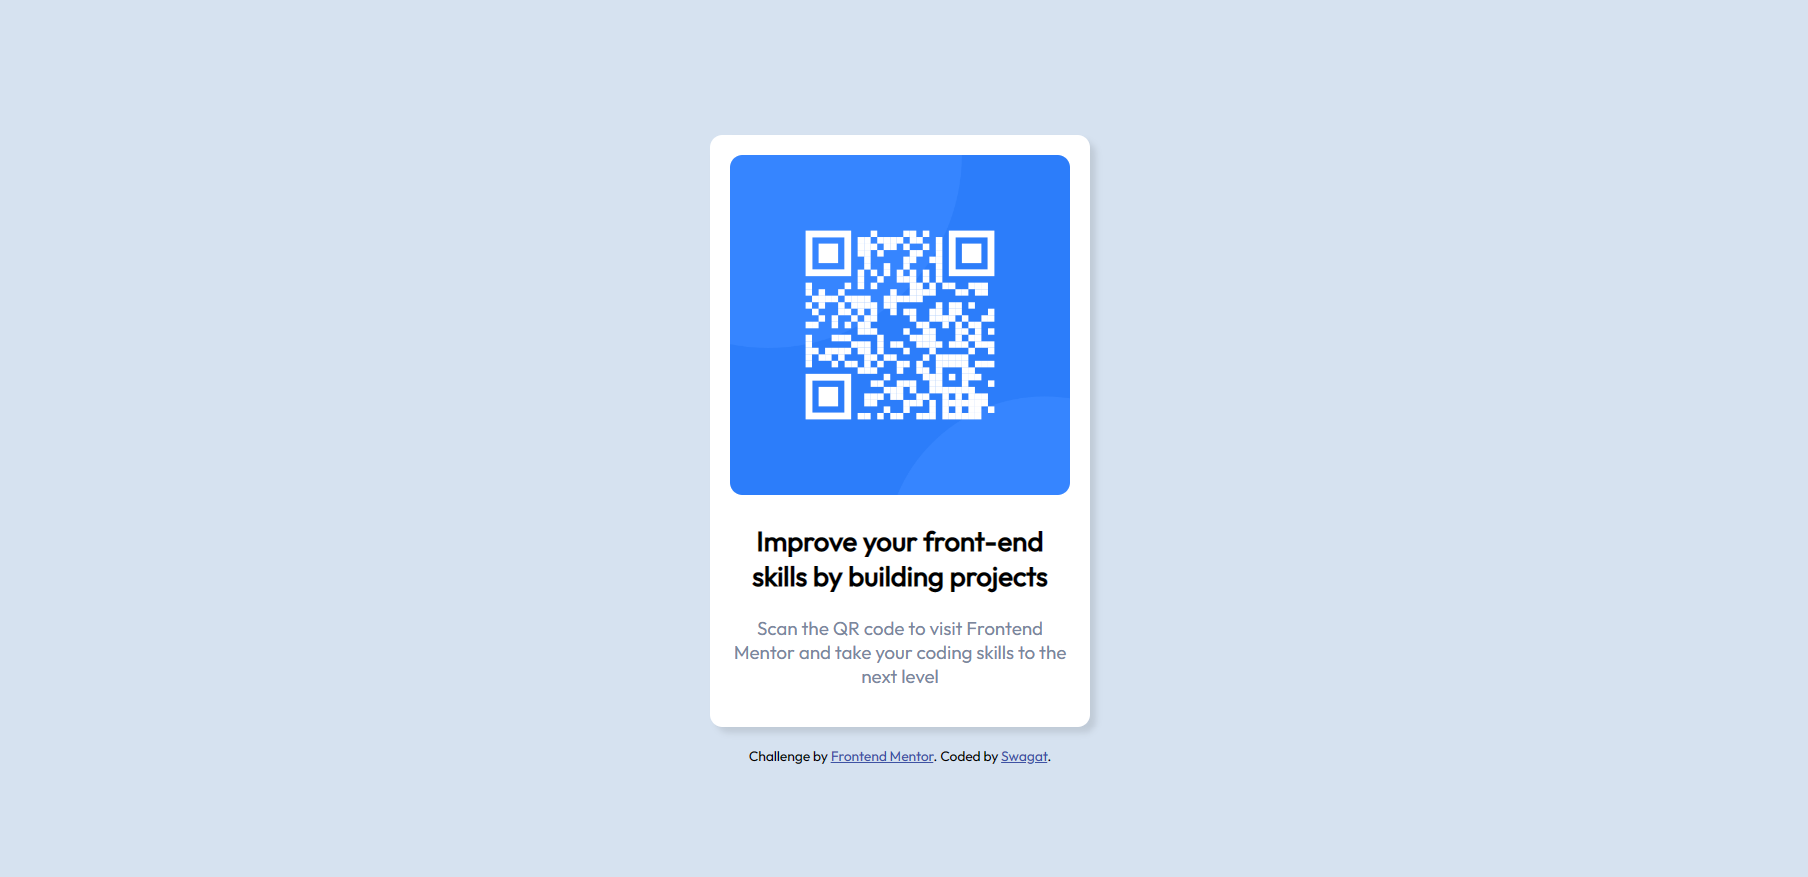 Improve your front-end
skills by building projects
Scan the QR code to visit Frontend
Mentor and take your coding skills to the
next level
Challenge by Frontend Mentor. Coded by Swagat.